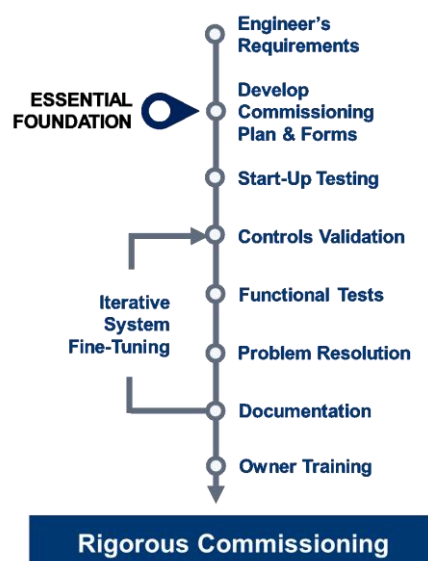 Engineer's
Requirements
ESSENTIAL
FOUNDATION
Develop
Commissioning
Plan & Forms
Start-Up Testing
Controls Validation
Iterative
System
Fine-Tuning
Functional Tests
Problem Resolution
Documentation
Owner Training
Rigorous Commissioning